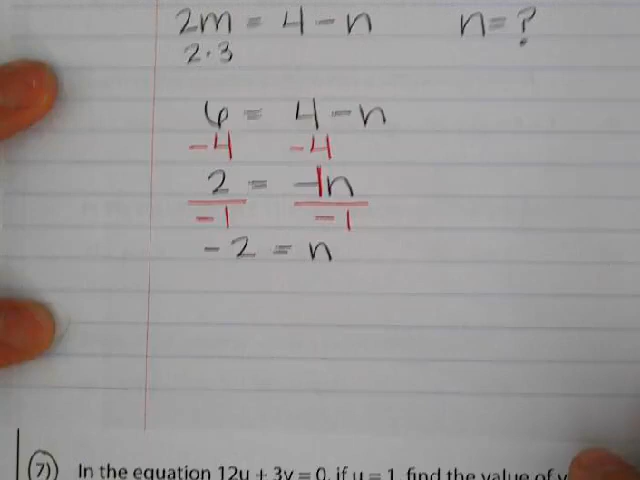 2m = 4 - n n = ?
2 · 3
6 = 4 - n
-4 -4
2 = -1n
-1 -1
-2 = n
7) In the equation 12u + 3v = 0, if u = 1, find the value of v